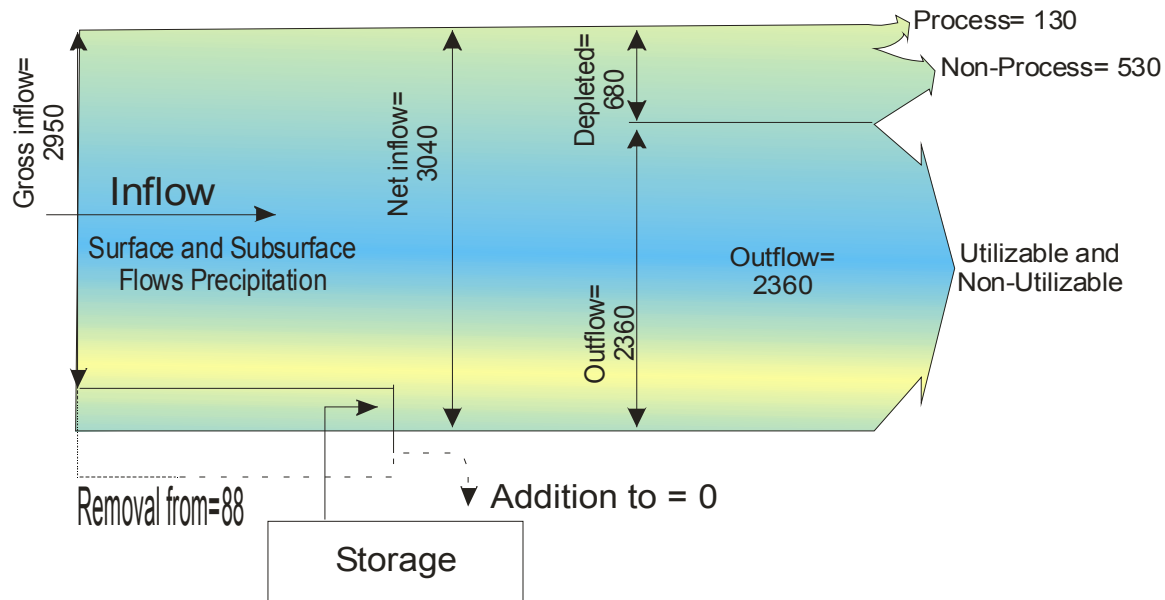 Process= 130
Non-Process= 530
Gross inflow=
2950
Net inflow=
3040
Depleted=
680
Inflow
Surface and Subsurface
Flows Precipitation
Outflow=
2360
Outflow=
2360
Utilizable and
Non-Utilizable
Removal from=88
Addition to = 0
Storage